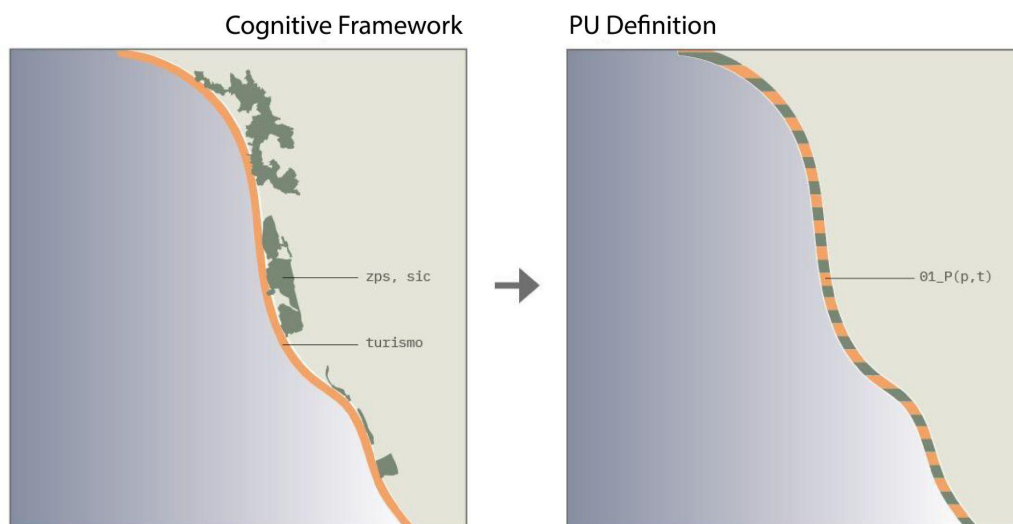 Cognitive Framework
PU Definition
zps, sic
turismo
01_P(p,t)